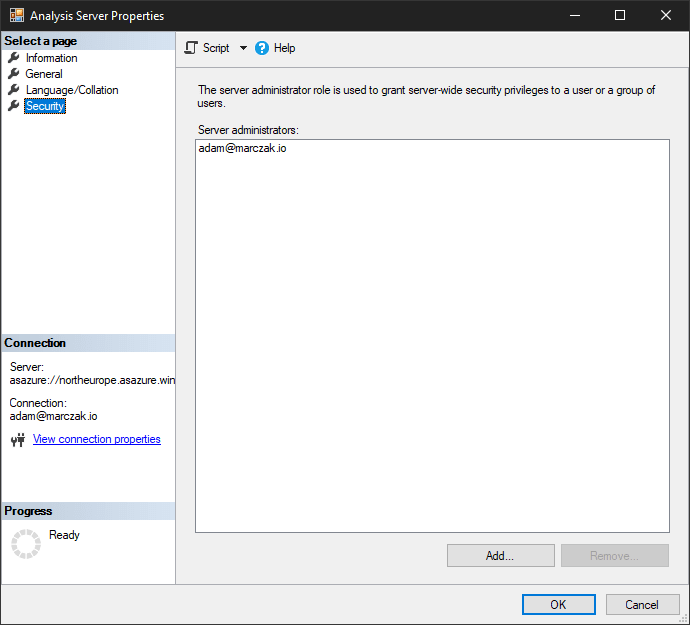 Analysis Server Properties
Select a page
Information
General
Language/Collation
Security
Script
Help
The server administrator role is used to grant server-wide security privileges to a user or a group of
users.
Server administrators:
adam@marczak.io
Connection
Server:
asazure://northeurope.asazure.win
Connection:
adam@marczak.io
View connection properties
Progress
Ready
Add...
Remove...
OK
Cancel